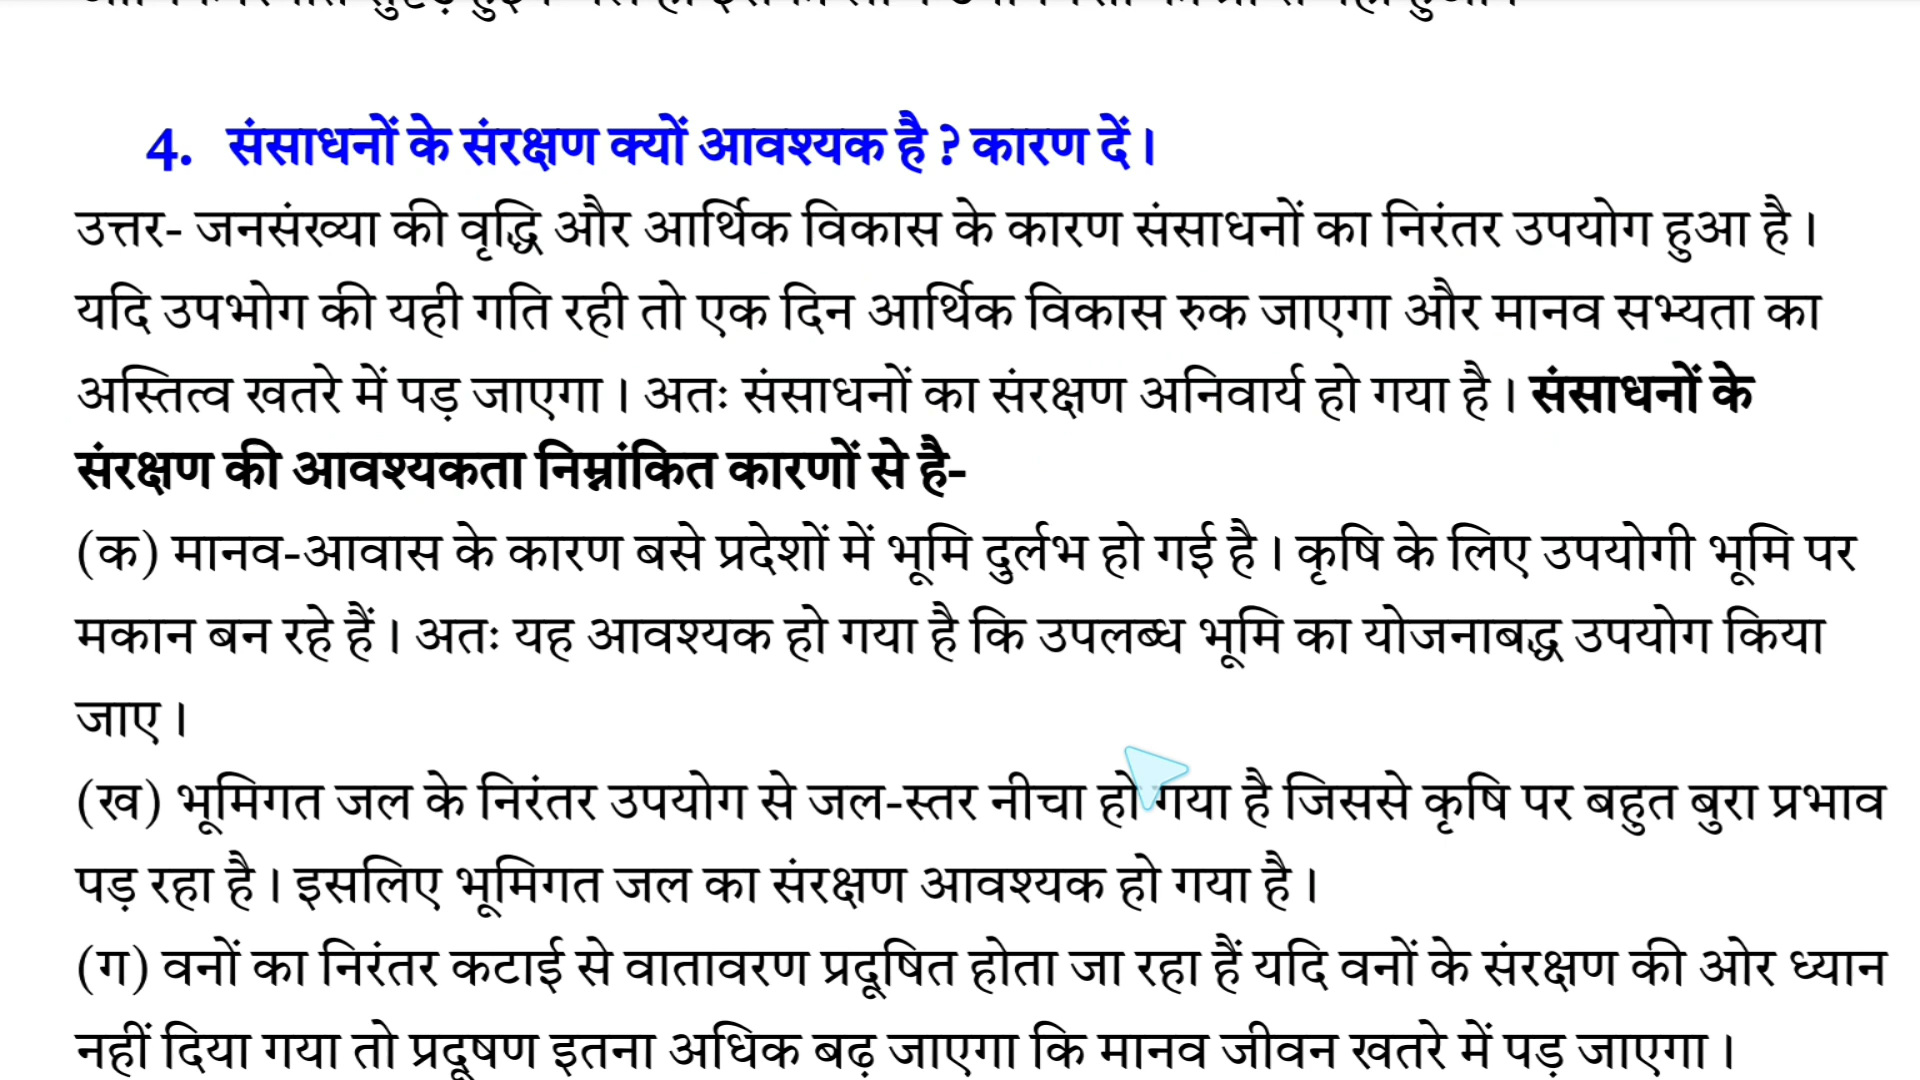 4. संसाधनों के संरक्षण क्यों आवश्यक है ? कारण दें।
उत्तर- जनसंख्या की वृद्धि और आर्थिक विकास के कारण संसाधनों का निरंतर उपयोग हुआ है।
यदि उपभोग की यही गति रही तो एक दिन आर्थिक विकास रुक जाएगा और मानव सभ्यता का
अस्तित्व खतरे में पड़ जाएगा। अतः संसाधनों का संरक्षण अनिवार्य हो गया है। संसाधनों के
संरक्षण की आवश्यकता निम्नांकित कारणों से है-
(क) मानव-आवास के कारण बसे प्रदेशों में भूमि दुर्लभ हो गई है। कृषि के लिए उपयोगी भूमि पर
मकान बन रहे हैं। अतः यह आवश्यक हो गया है कि उपलब्ध भूमि का योजनाबद्ध उपयोग किया
जाए।
(ख) भूमिगत जल के निरंतर उपयोग से जल-स्तर नीचा हो गया है जिससे कृषि पर बहुत बुरा प्रभाव
पड़ रहा है। इसलिए भूमिगत जल का संरक्षण आवश्यक हो गया है।
(ग) वनों का निरंतर कटाई से वातावरण प्रदूषित होता जा रहा हैं यदि वनों के संरक्षण की ओर ध्यान
नहीं दिया गया तो प्रदूषण इतना अधिक बढ़ जाएगा कि मानव जीवन खतरे में पड़ जाएगा।